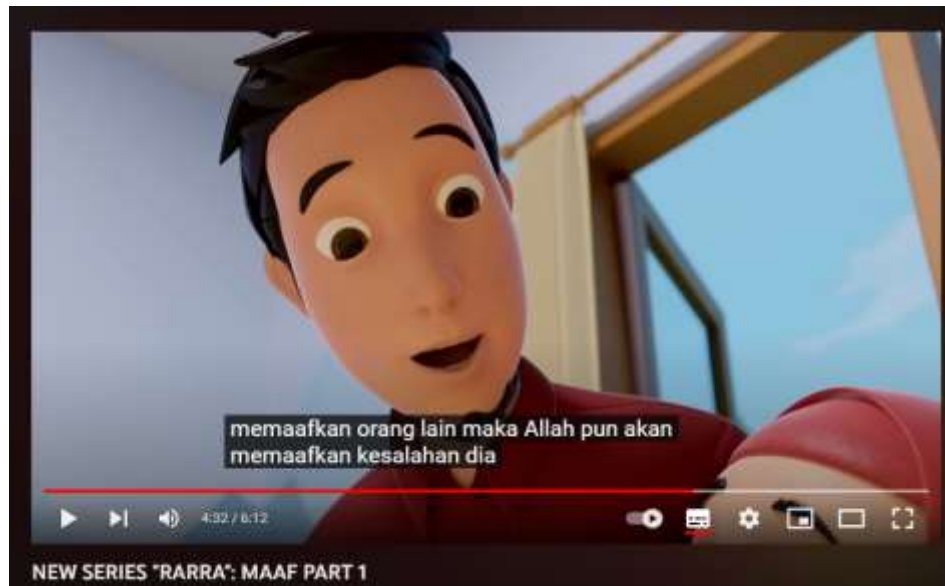 memaafkan orang lain maka Allah pun akan
memaafkan kesalahan dia
4:32 / 6:12
NEW SERIES "RARRA": MAAF PART 1